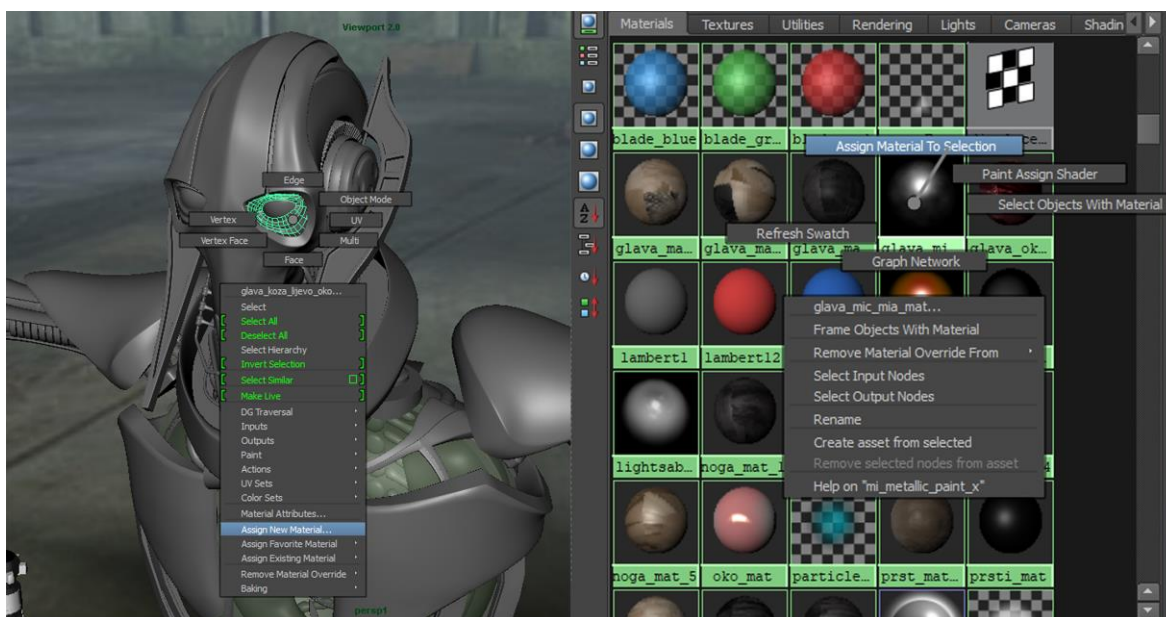 Viewport 2.0
Edge
Object Mode
Vertex
UV
Vertex Face
Multi
Face
glava_koza_lijevo_oko...
Select
Select All
Deselect All
Select Hierarchy
Invert Selection
Select Similar
Make Live
DG Traversal
Inputs
Outputs
Paint
Actions
UV Sets
Color Sets
Material Attributes...
Assign New Material...
Assign Favorite Material
Assign Existing Material
Remove Material Override
Baking
persp1
Materials Textures Utilities Rendering Lights Cameras Shadin
blade_blue blade_gr...
Assign Material To Selection
Paint Assign Shader
Select Objects With Material
Refresh Swatch
glava_ma... glava_ma... glava_ma... glava_mi... glava_ok...
Graph Network
glava_mic_mia_mat...
Frame Objects With Material
Remove Material Override From
lambert1 lambert12
Select Input Nodes
Select Output Nodes
Rename
Create asset from selected
Remove selected nodes from asset
lightsab...
Help on "mi_metallic_paint_x"
noga_mat_5 oko_mat particle... prst_mat... prsti_mat